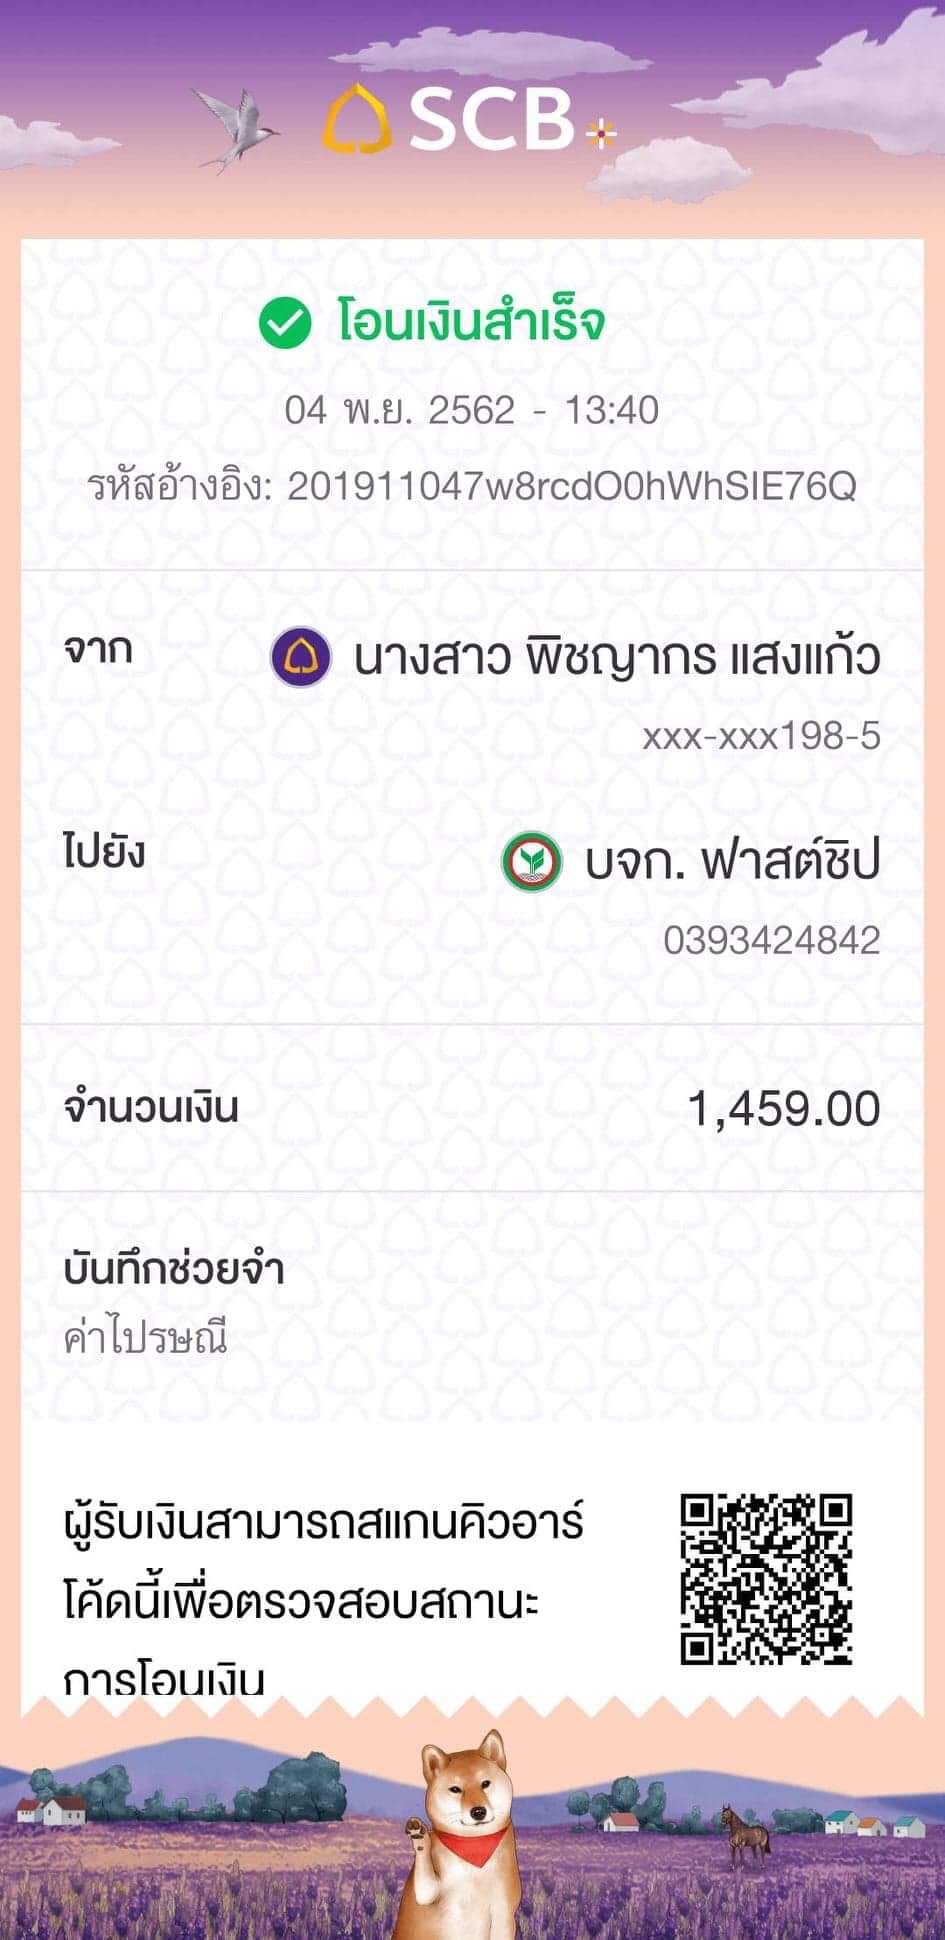 SCB
โอนเงินสำเร็จ
04 พ.ย. 2562 - 13:40
รหัสอ้างอิง: 201911047w8rcdO0hWhSIE76Q
จาก
นางสาว พิชญากร แสงแก้ว
xxx-xxx198-5
ไปยัง
บจก. ฟาสต์ชิป
0393424842
จำนวนเงิน
1,459.00
บันทึกช่วยจำ
ค่าไปรษณี
ผู้รับเงินสามารถสแกนคิวอาร์
โค้ดนี้เพื่อตรวจสอบสถานะ
การโอนเงิน